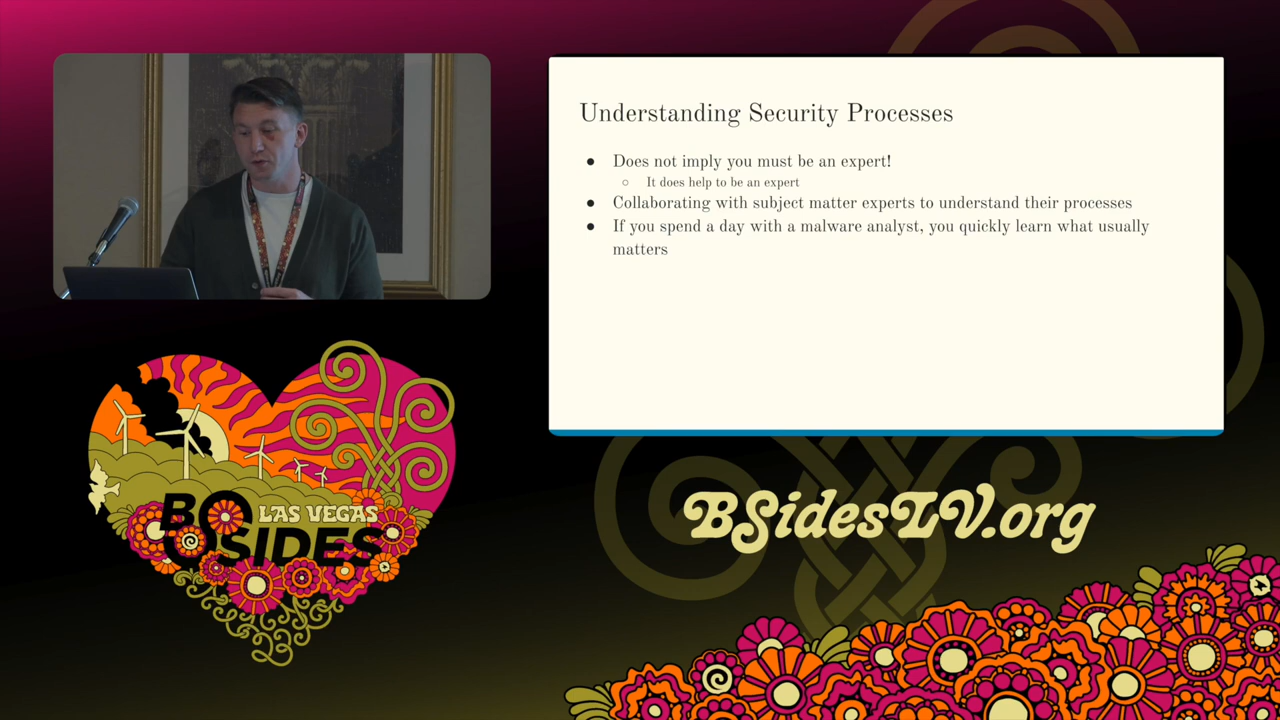 Understanding Security Processes
● Does not imply you must be an expert!
○ It does help to be an expert
● Collaborating with subject matter experts to understand their processes
● If you spend a day with a malware analyst, you quickly learn what usually
matters
LAS VEGAS
BSIDES
BSidesLV.org